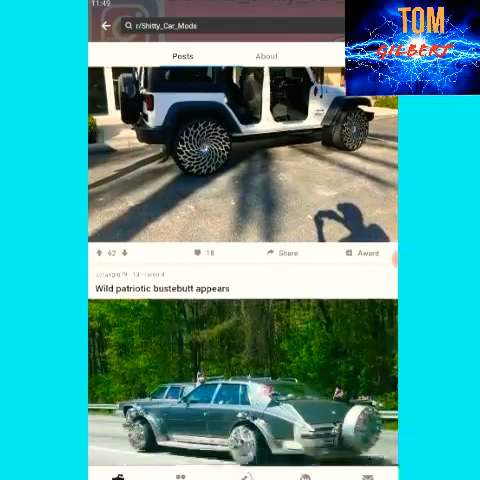 11:49
r/Shitty_Car_Mods
TOM
GILBERT
Posts
About
62
18
Share
Award
Wild patriotic bustebutt appears